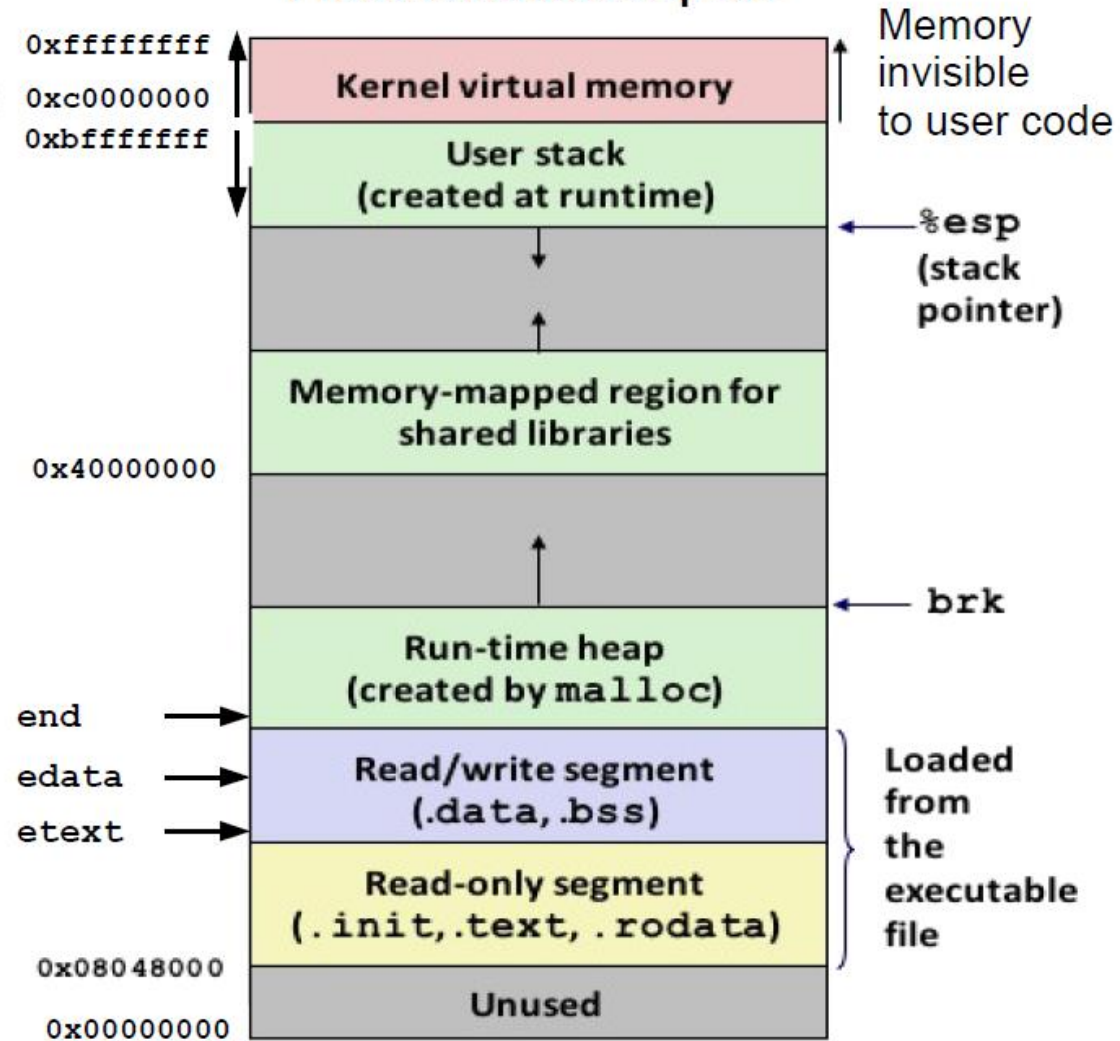 0xffffffff
0xc0000000
0xbfffffff
Kernel virtual memory
Memory
invisible
to user code
User stack
(created at runtime)
%esp
(stack
pointer)
Memory-mapped region for
shared libraries
0x40000000
brk
Run-time heap
(created by malloc)
end
edata
etext
Read/write segment
(.data, .bss)
Loaded
from
the
executable
file
Read-only segment
(.init, .text, .rodata)
0x08048000
Unused
0x00000000